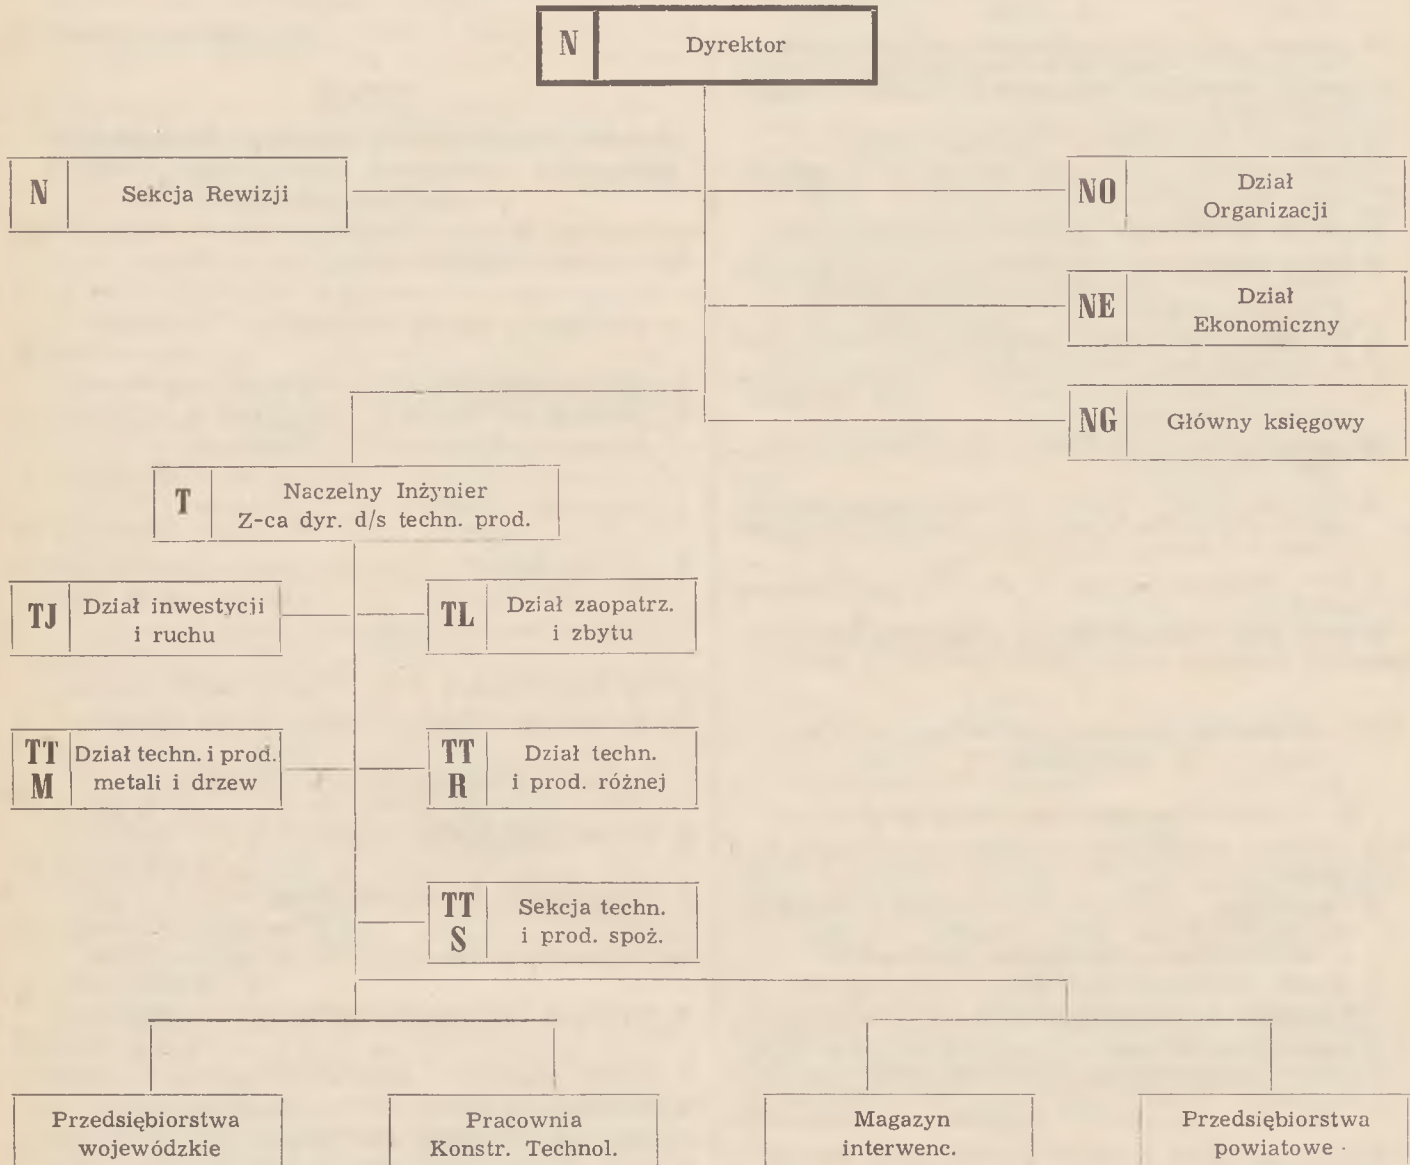 N Dyrektor
N Sekcja Rewizji
NO Dział
Organizacji
NE Dział
Ekonomiczny
NG Główny księgowy
T Naczelny Inżynier
Z-ca dyr. d/s techn. prod.
TJ Dział inwestycji
i ruchu
TL Dział zaopatrz.
i zbytu
TT Dział techn. i prod.
M metali i drzew
TT Dział techn.
R i prod. różnej
TT Sekcja techn.
S i prod. spoż.
Przedsiębiorstwa
wojewódzkie
Pracownia
Konstr. Technol.
Magazyn
interwenc.
Przedsiębiorstwa
powiatowe